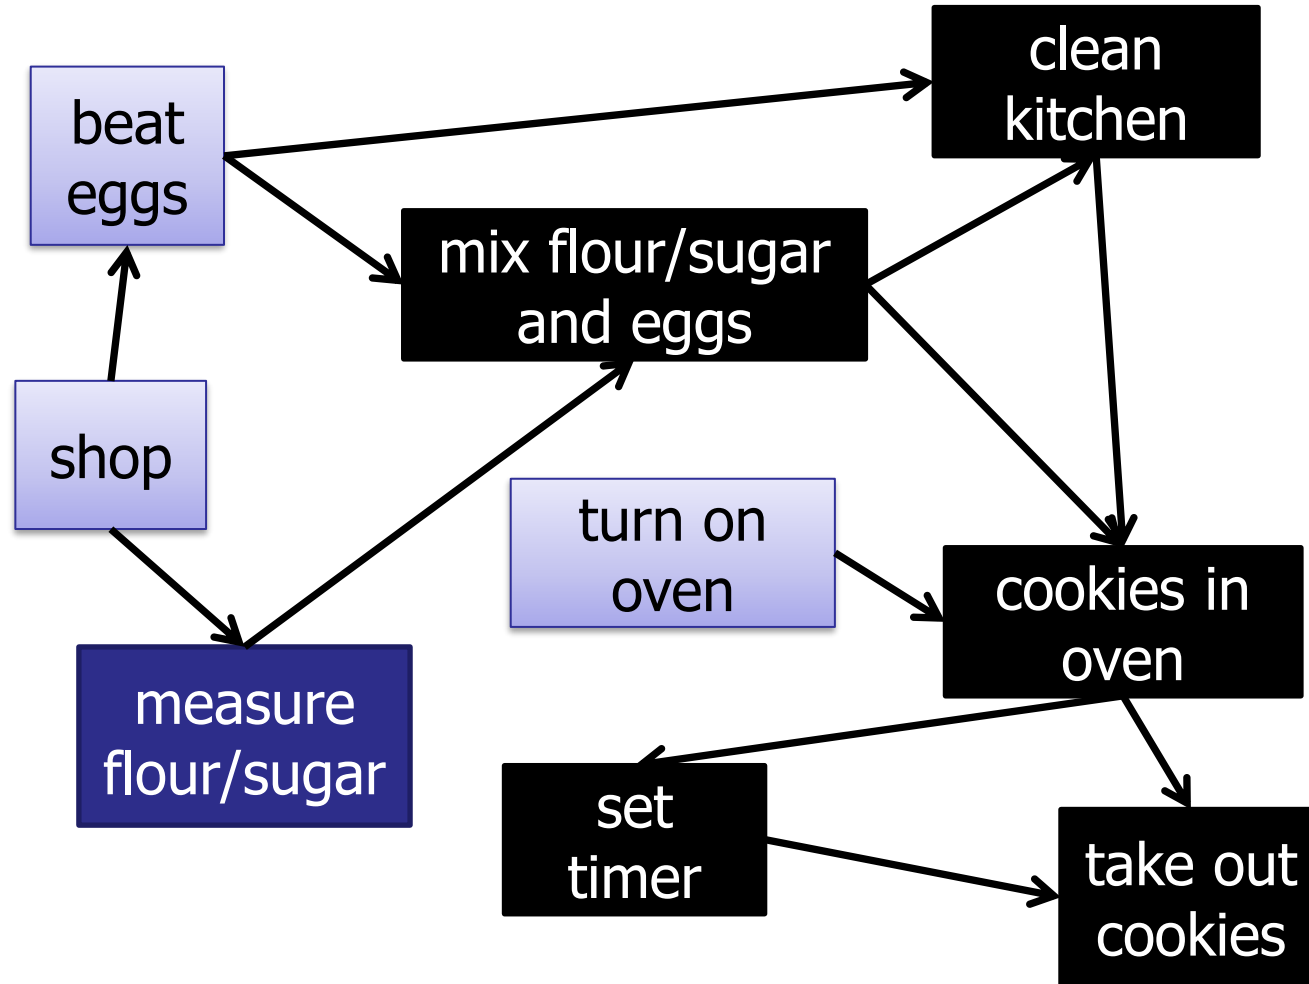 clean
kitchen
beat
eggs
mix flour/sugar
and eggs
shop
turn on
oven
cookies in
oven
measure
flour/sugar
set
timer
take out
cookies